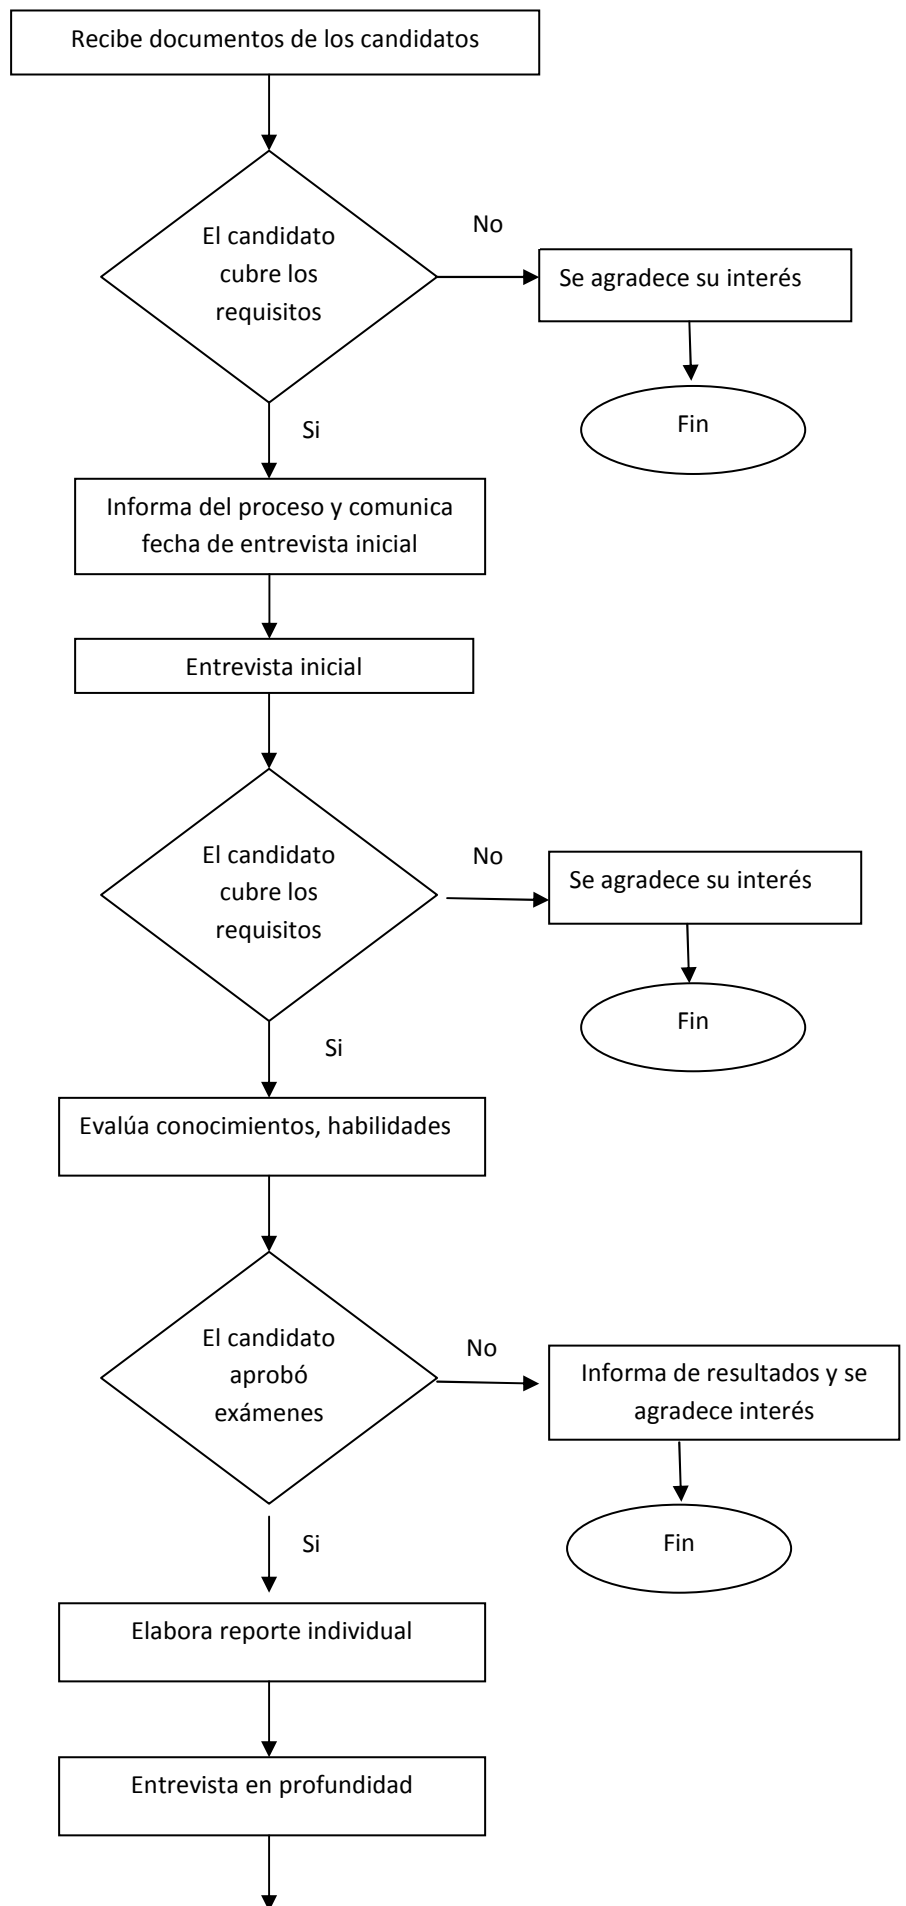 Recibe documentos de los candidatos
El candidato
cubre los
requisitos
No
Se agradece su interés
Fin
Si
Informa del proceso y comunica
fecha de entrevista inicial
Entrevista inicial
El candidato
cubre los
requisitos
No
Se agradece su interés
Fin
Si
Evalúa conocimientos, habilidades
El candidato
aprobó
exámenes
No
Informa de resultados y se
agradece interés
Fin
Si
Elabora reporte individual
Entrevista en profundidad